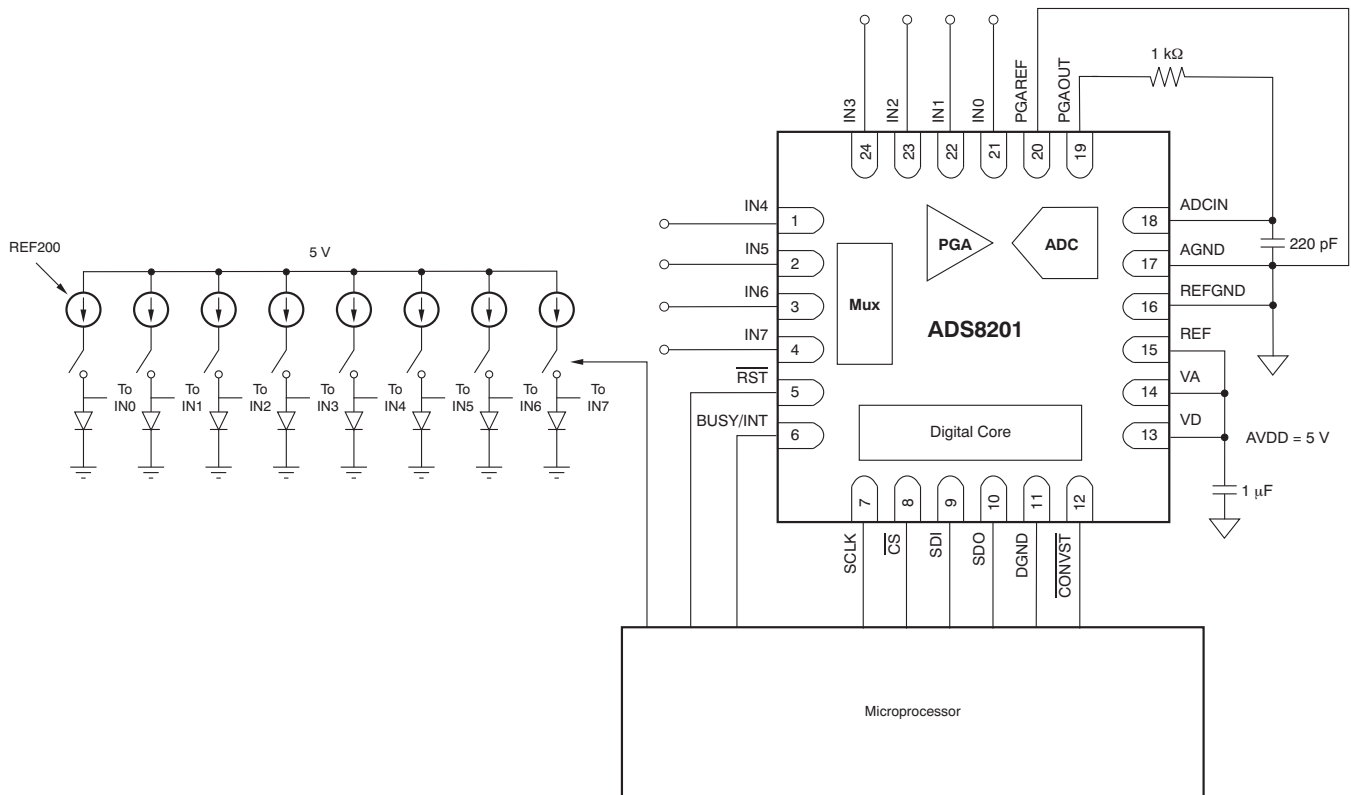 REF200
5 V
To
IN0
To
IN1
To
IN2
To
IN3
To
IN4
To
IN5
To
IN6
To
IN7
IN3
IN2
IN1
IN0
PGAREF
PGAOUT
1 kΩ
24
23
22
21
20
19
IN4
1
IN5
2
IN6
3
IN7
4
RST
5
BUSY/INT
6
Mux
PGA
ADC
ADS8201
Digital Core
18
ADCIN
17
AGND
16
REFGND
15
REF
14
VA
13
VD
220 pF
AVDD = 5 V
1 μF
7
8
9
10
11
12
SCLK
CS
SDI
SDO
DGND
CONVST
Microprocessor